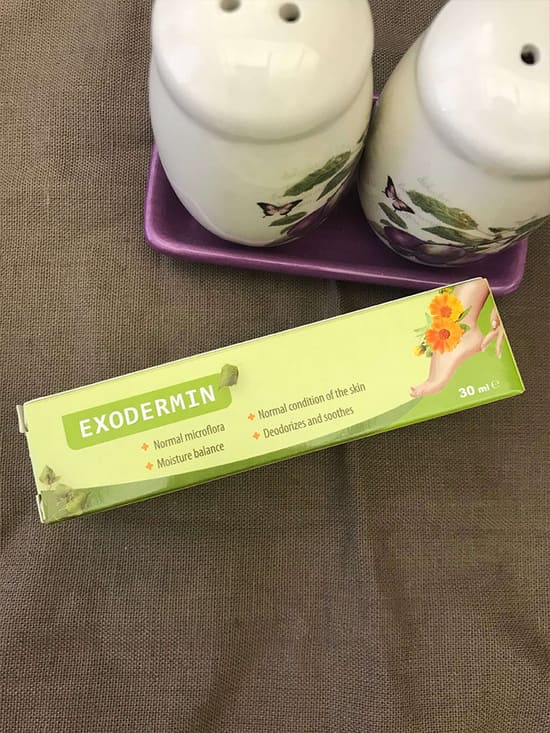 EXODERMIN
Normal microflora
Moisture balance
Normal condition of the skin
Deodorizes and soothes
30 ml e